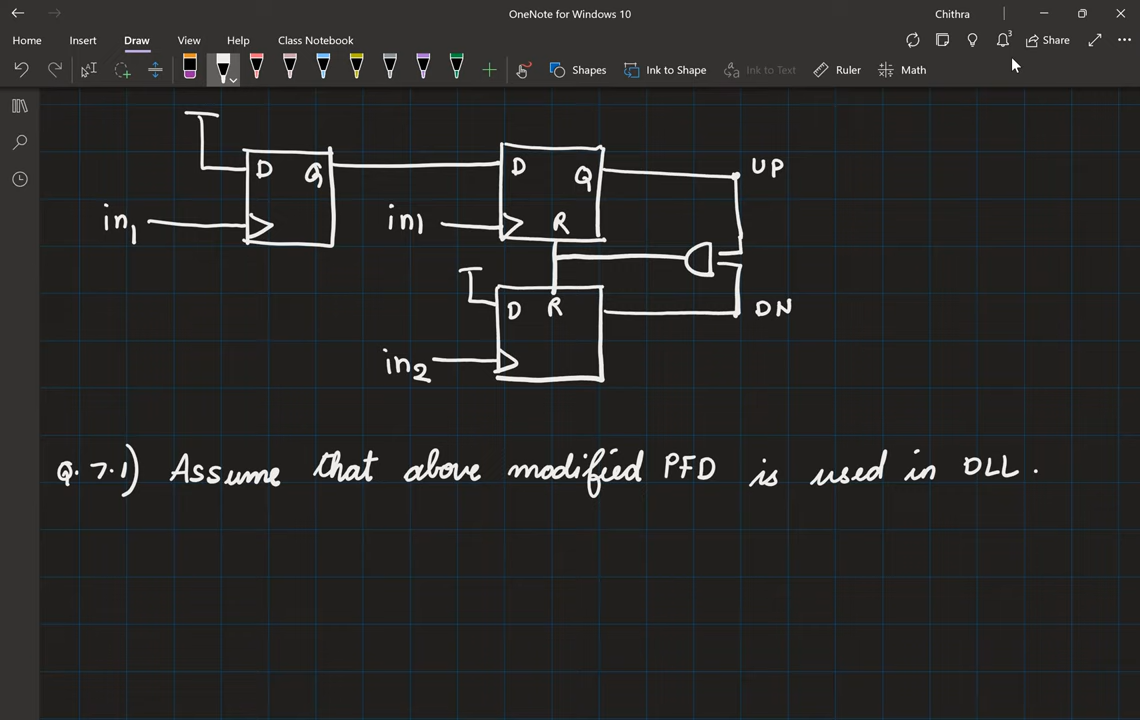 OneNote for Windows 10
Chithra
Home Insert Draw View Help Class Notebook
3 Share
Shapes Ink to Shape Ink to Text Ruler Math
D Q D Q UP
in1 in1 R
D R DN
in2
Q. 7.1) Assume that above modified PFD is used in DLL.